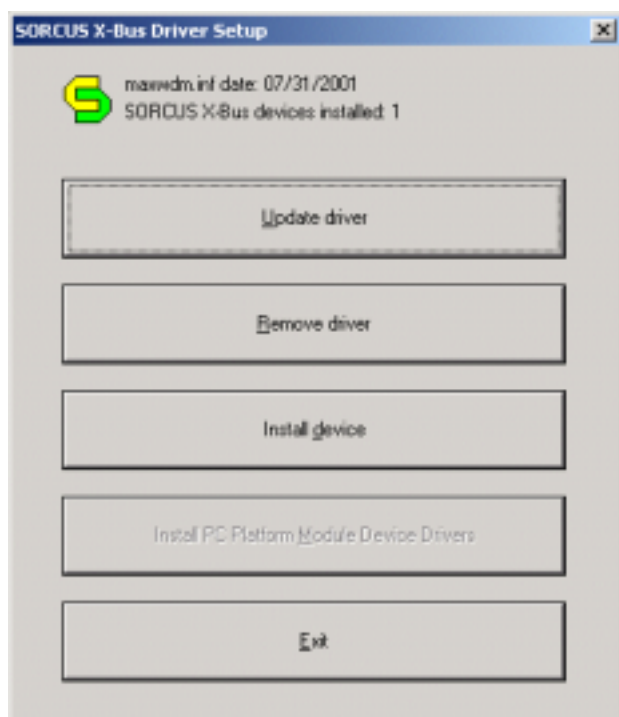 SORCUS X-Bus Driver Setup
maxwdm.inf date: 07/31/2001
SORCUS X-Bus devices installed: 1
Update driver
Remove driver
Install device
Install PC Platform Module Device Drivers
Exit